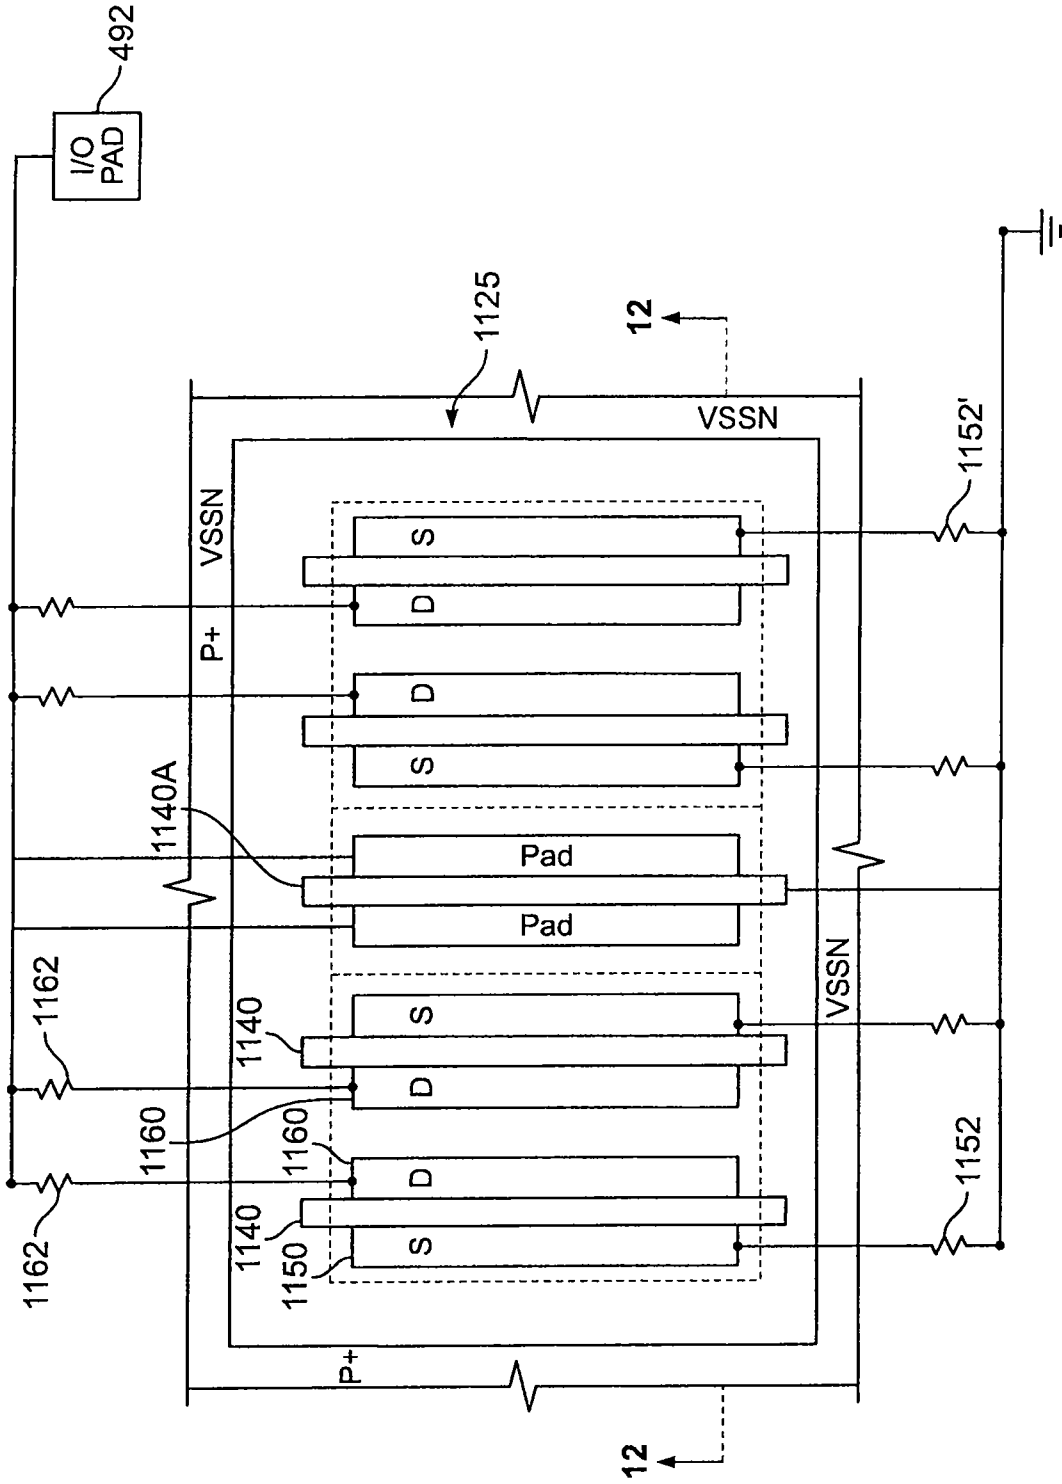 I/O
PAD
492
1162
1162
1140A
P+
VSSN
1125
12
1140
1150
1160
1160
1140
S
D
D
S
Pad
Pad
S
D
D
S
P+
VSSN
VSSN
12
1152
1152'